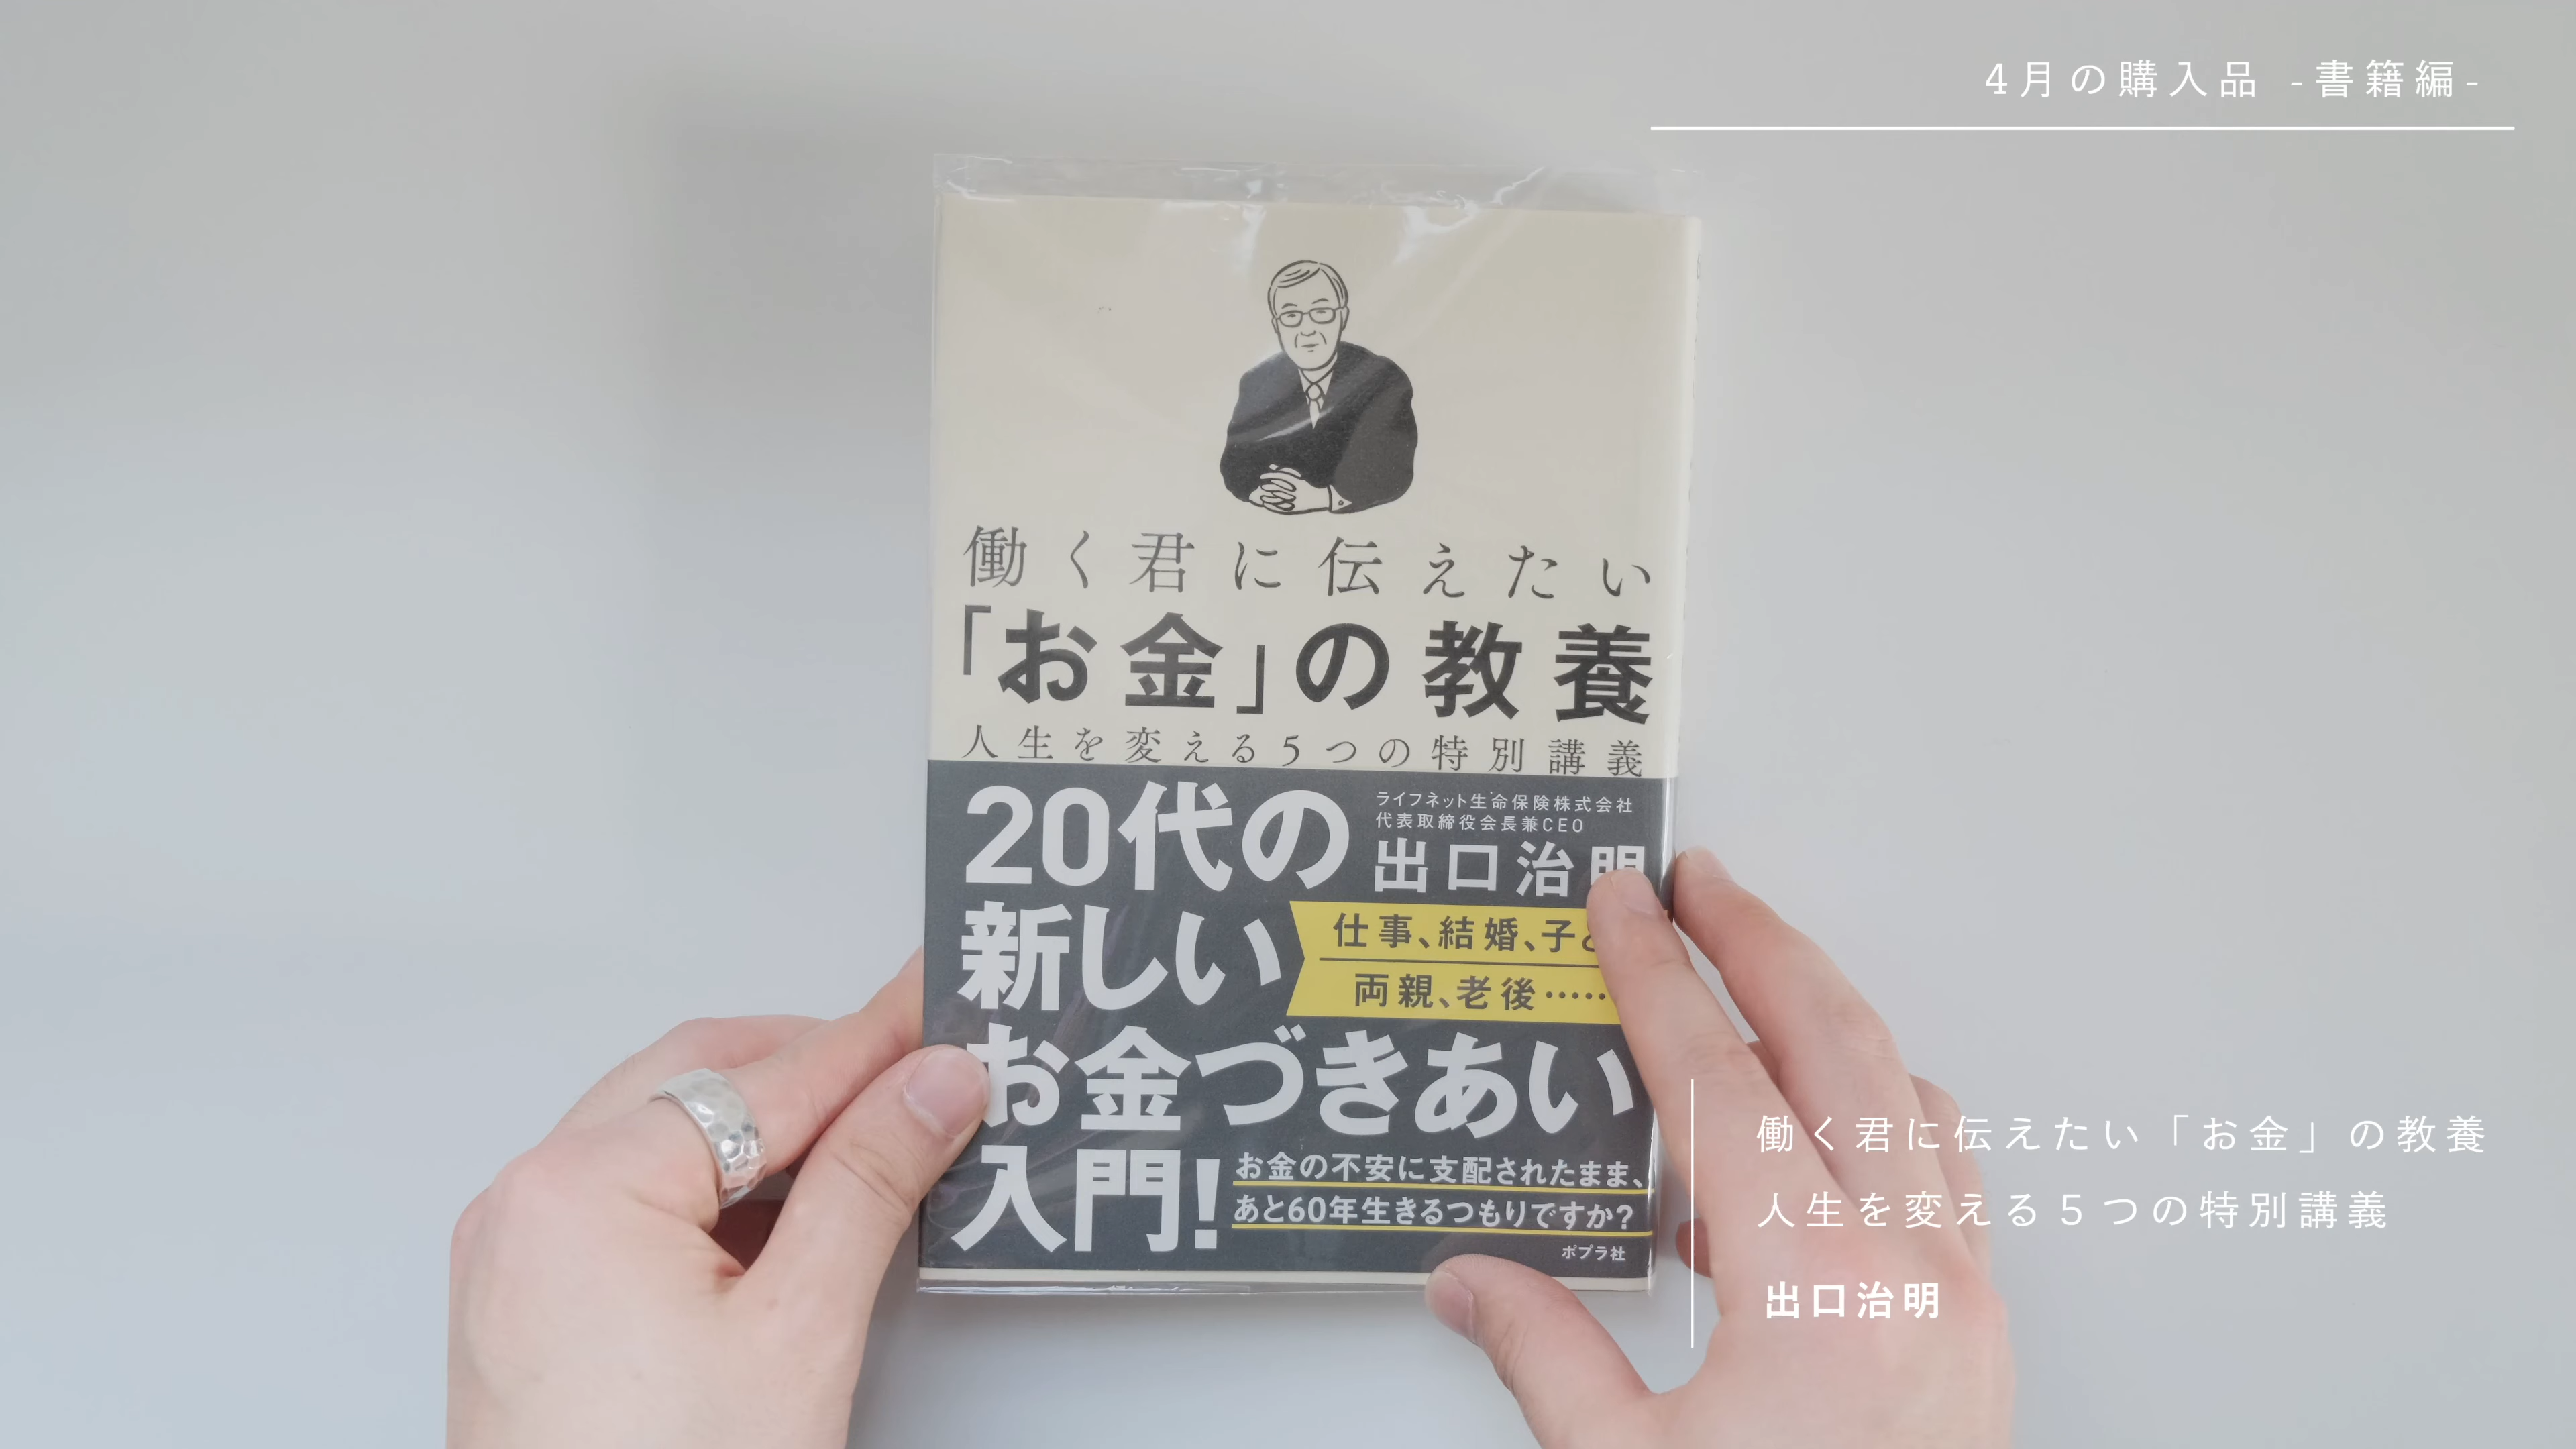 4月の購入品 -書籍編-
働く君に伝えたい
「お金」の教養
人生を変える5つの特別講義
20代の
新しい
お金づきあい
入門!
ライフネット生命保険株式会社
代表取締役会長兼CEO
出口治明
仕事、結婚、子ど
両親、老後……
お金の不安に支配されたまま、
あと60年生きるつもりですか?
ポプラ社
働く君に伝えたい「お金」の教養
人生を変える５つの特別講義
出口治明